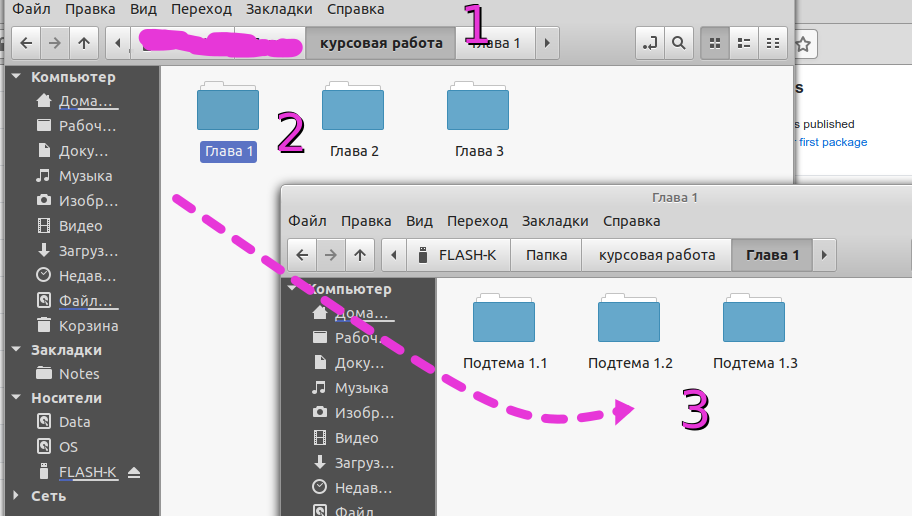 Файл Правка Вид Переход Закладки Справка
1
курсовая работа Глава 1
Компьютер
Дома...
Рабоч...
Доку...
Музыка
Изобр...
Видео
Загруз...
Недав...
Файл...
Корзина
Закладки
Notes
Носители
Data
OS
FLASH-K
Сеть
Глава 1 Глава 2 Глава 3
2
published
first package
Глава 1
Файл Правка Вид Переход Закладки Справка
FLASH-K Папка курсовая работа Глава 1
Компьютер
Дома...
Рабоч...
Доку...
Музыка
Изобр...
Видео
Загруз...
Недав...
Файл
Подтема 1.1 Подтема 1.2 Подтема 1.3
3